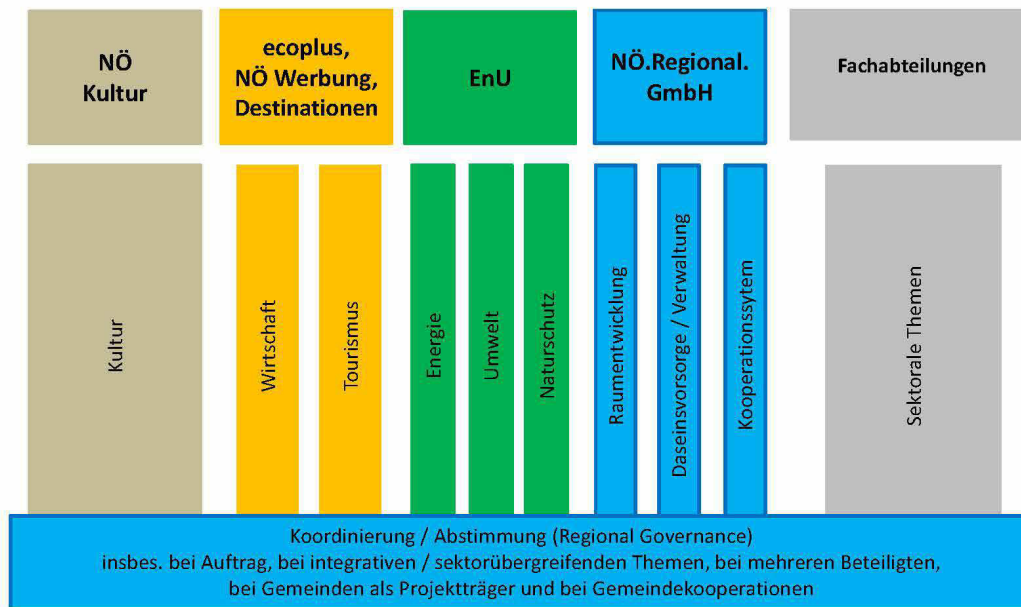 NÖ
Kultur
ecoplus,
NÖ Werbung,
Destinationen
EnU
NÖ.Regional.
GmbH
Fachabteilungen
Kultur
Wirtschaft
Tourismus
Energie
Umwelt
Naturschutz
Raumentwicklung
Daseinsvorsorge / Verwaltung
Kooperationssytem
Sektorale Themen
Koordinierung / Abstimmung (Regional Governance)
insbes. bei Auftrag, bei integrativen / sektorübergreifenden Themen, bei mehreren Beteiligten,
bei Gemeinden als Projektträger und bei Gemeindekooperationen